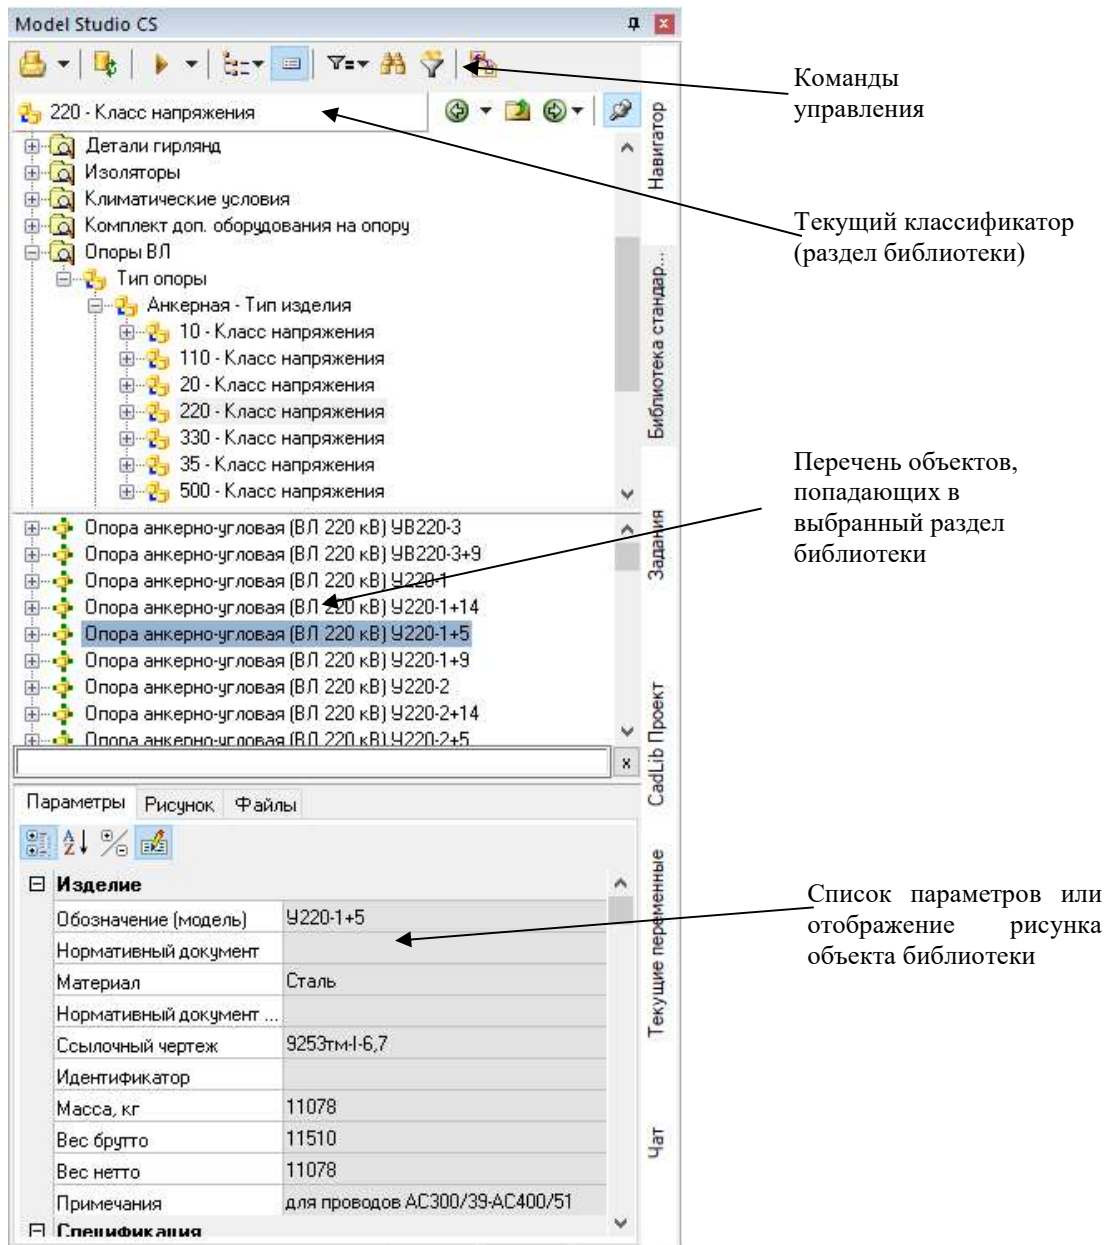 Model Studio CS
220 - Класс напряжения
Детали гирлянд
Изоляторы
Климатические условия
Комплект доп. оборудования на опору
Опоры ВЛ
Тип опоры
Анкерная - Тип изделия
10 - Класс напряжения
110 - Класс напряжения
20 - Класс напряжения
220 - Класс напряжения
330 - Класс напряжения
35 - Класс напряжения
500 - Класс напряжения
Опора анкерно-угловая (ВЛ 220 кВ) УВ220-3
Опора анкерно-угловая (ВЛ 220 кВ) УВ220-3+9
Опора анкерно-угловая (ВЛ 220 кВ) У220-1
Опора анкерно-угловая (ВЛ 220 кВ) У220-1+14
Опора анкерно-угловая (ВЛ 220 кВ) У220-1+5
Опора анкерно-угловая (ВЛ 220 кВ) У220-1+9
Опора анкерно-угловая (ВЛ 220 кВ) У220-2
Опора анкерно-угловая (ВЛ 220 кВ) У220-2+14
Опора анкерно-угловая (ВЛ 220 кВ) У220-2+5
x
Параметры Рисунок Файлы
Изделие
Обозначение (модель) У220-1+5
Нормативный документ
Материал Сталь
Нормативный документ ...
Ссылочный чертеж 9253тм-I-6,7
Идентификатор
Масса, кг 11078
Вес брутто 11510
Вес нетто 11078
Примечания для проводов АС300/39-АС400/51
Спецификация
Навигатор
Библиотека стандар...
Задания
CadLib Проект
Текущие переменные
Чат
Команды
управления
Текущий классификатор
(раздел библиотеки)
Перечень объектов,
попадающих в
выбранный раздел
библиотеки
Список параметров или
отображение рисунка
объекта библиотеки